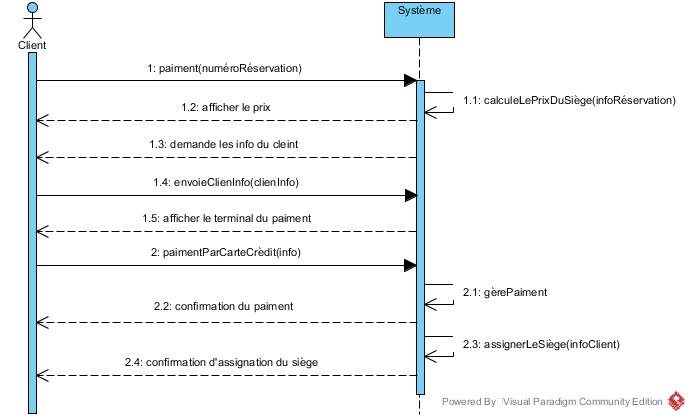 Système
Client
1: paiment(numéroRéservation)
1.1: calculeLePrixDuSiège(infoRéservation)
1.2: afficher le prix
1.3: demande les info du cleint
1.4: envoieClienInfo(clienInfo)
1.5: afficher le terminal du paiment
2: paimentParCarteCrèdit(info)
2.1: gèrePaiment
2.2: confirmation du paiment
2.3: assignerLeSiège(infoClient)
2.4: confirmation d'assignation du siège
Powered By Visual Paradigm Community Edition